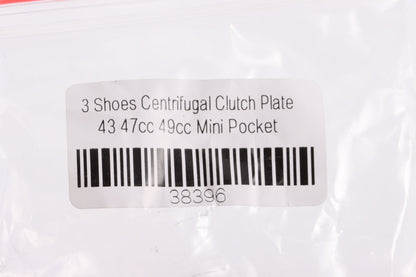 3 Shoes Centrifugal Clutch Plate
43 47cc 49cc Mini Pocket
38396